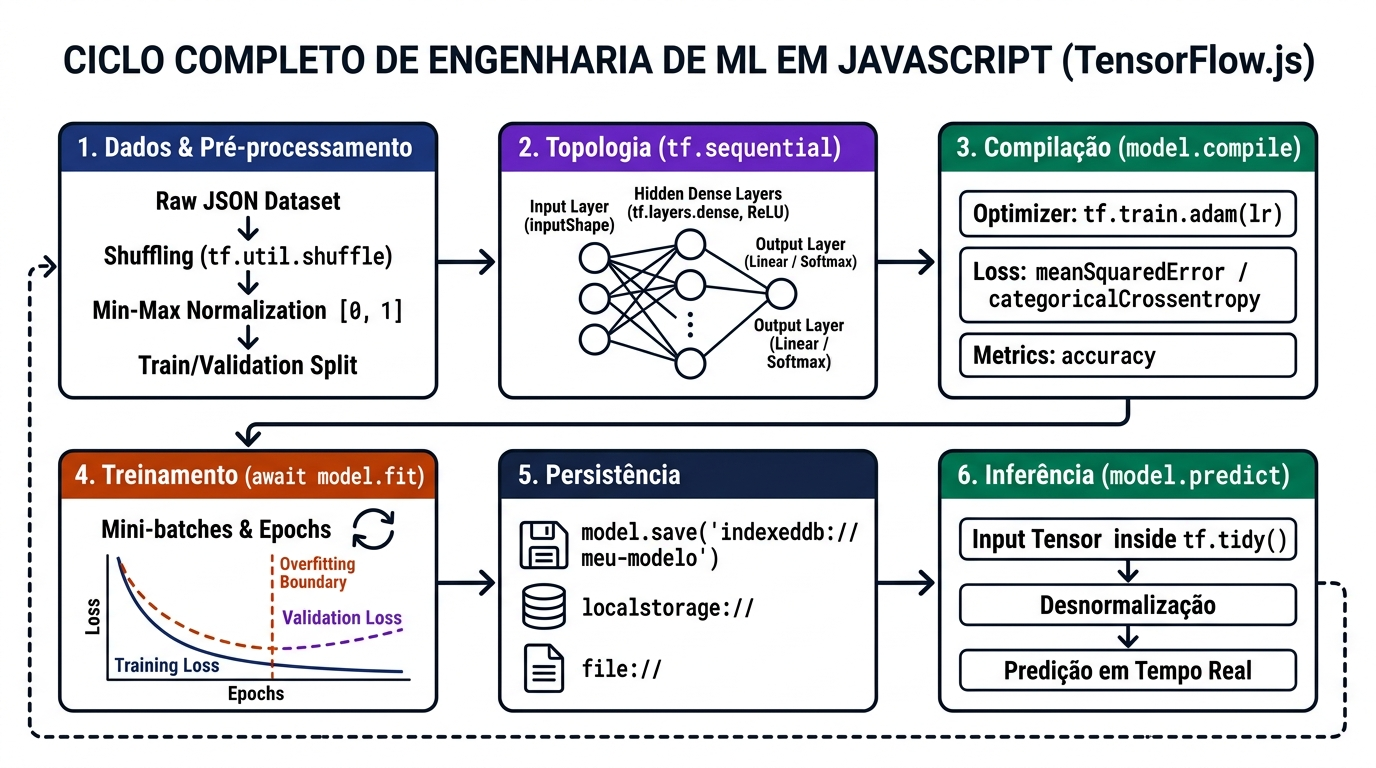 CICLO COMPLETO DE ENGENHARIA DE ML EM JAVASCRIPT (TensorFlow.js)
1. Dados & Pré-processamento
Raw JSON Dataset
Shuffling (tf.util.shuffle)
Min-Max Normalization [0, 1]
Train/Validation Split
2. Topologia (tf.sequential)
Input Layer
(inputShape)
Hidden Dense Layers
(tf.layers.dense, ReLU)
Output Layer
(Linear / Softmax)
Output Layer
(Linear /
Softmax)
3. Compilação (model.compile)
Optimizer: tf.train.adam(lr)
Loss: meanSquaredError /
categoricalCrossentropy
Metrics: accuracy
4. Treinamento (await model.fit)
Mini-batches & Epochs
Overfitting
Boundary
Validation Loss
Loss
Training Loss
Epochs
5. Persistência
model.save('indexeddb://
meu-modelo')
localstorage://
file://
6. Inferência (model.predict)
Input Tensor inside tf.tidy()
Desnormalização
Predição em Tempo Real